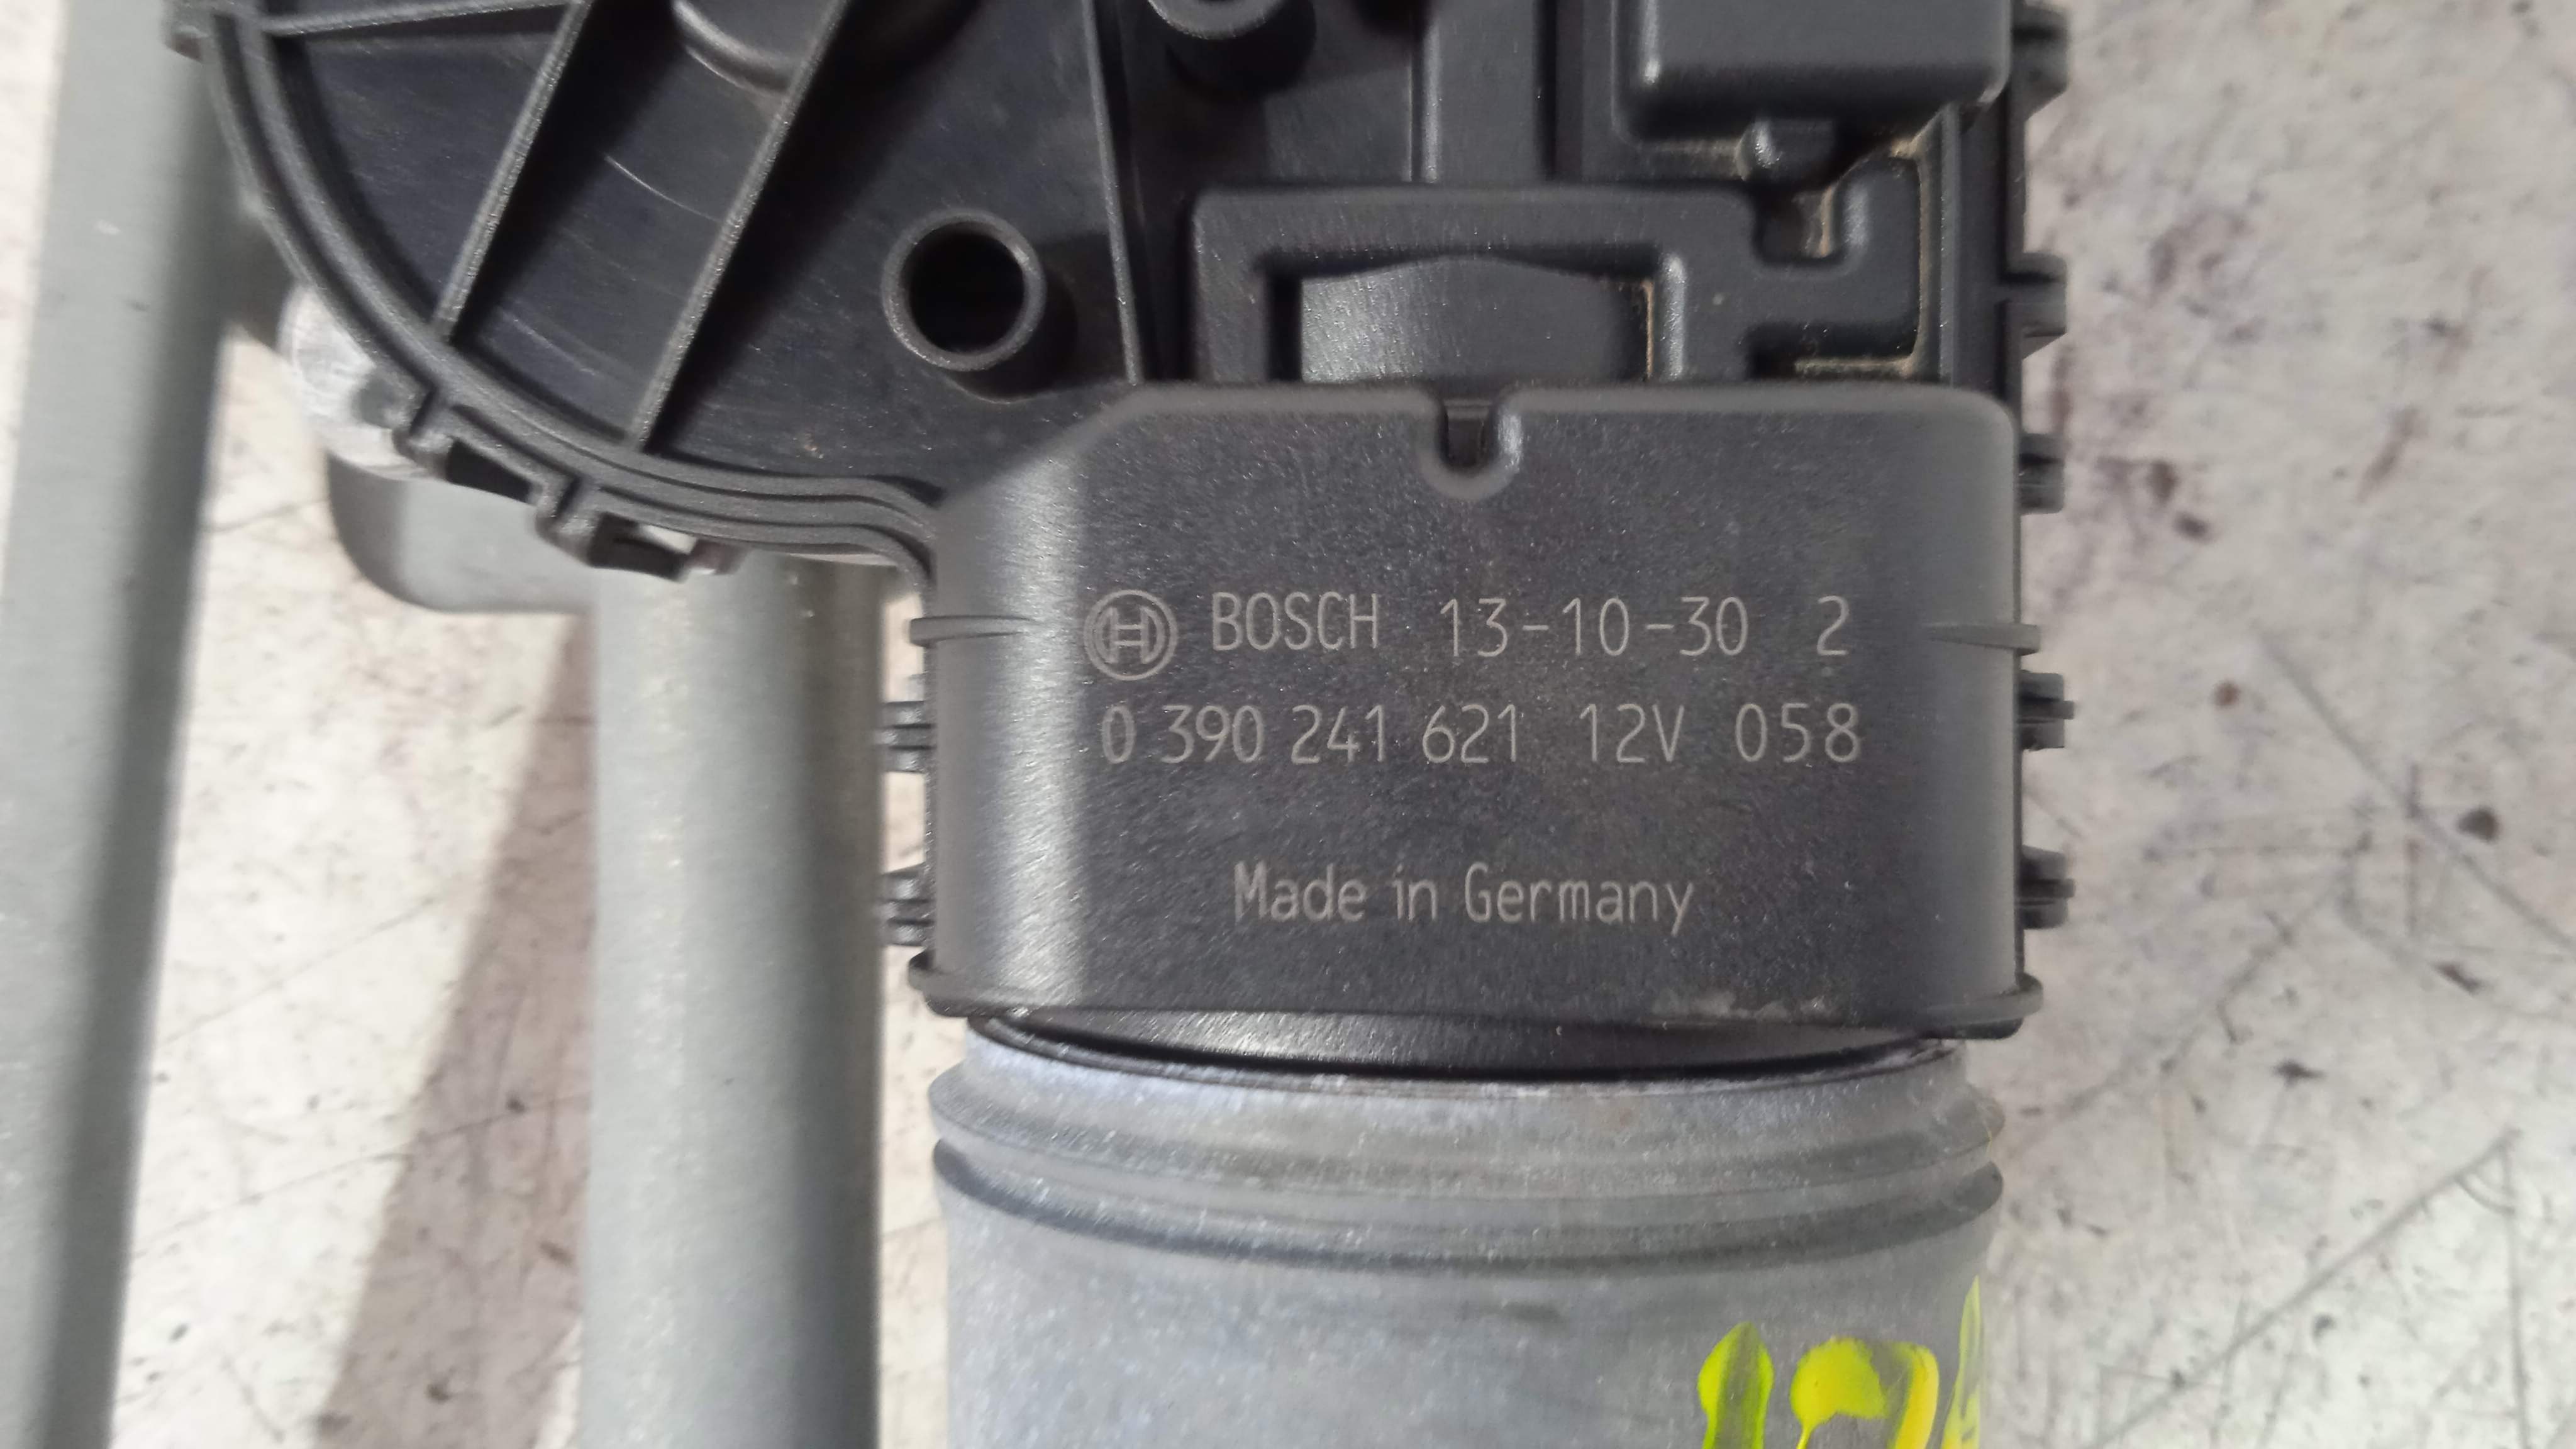 BOSCH 13-10-30 2
0 390 241 621 12V 058
Made in Germany